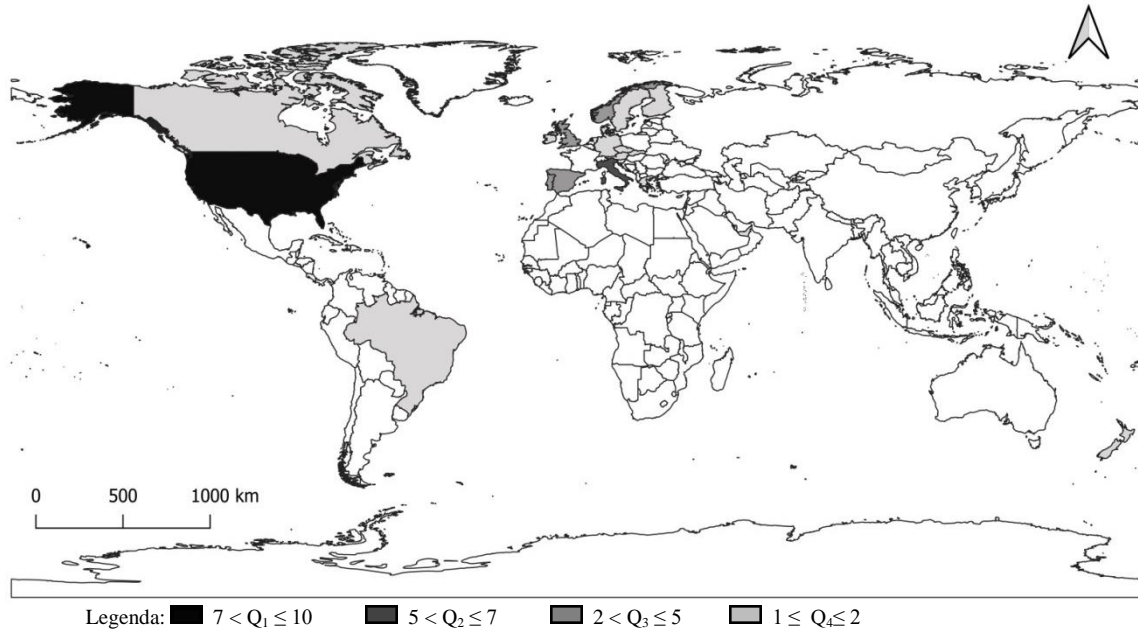 0 500 1000 km
Legenda: 7 < Q₁ ≤ 10 5 < Q₂ ≤ 7 2 < Q₃ ≤ 5 1 ≤ Q₄ ≤ 2